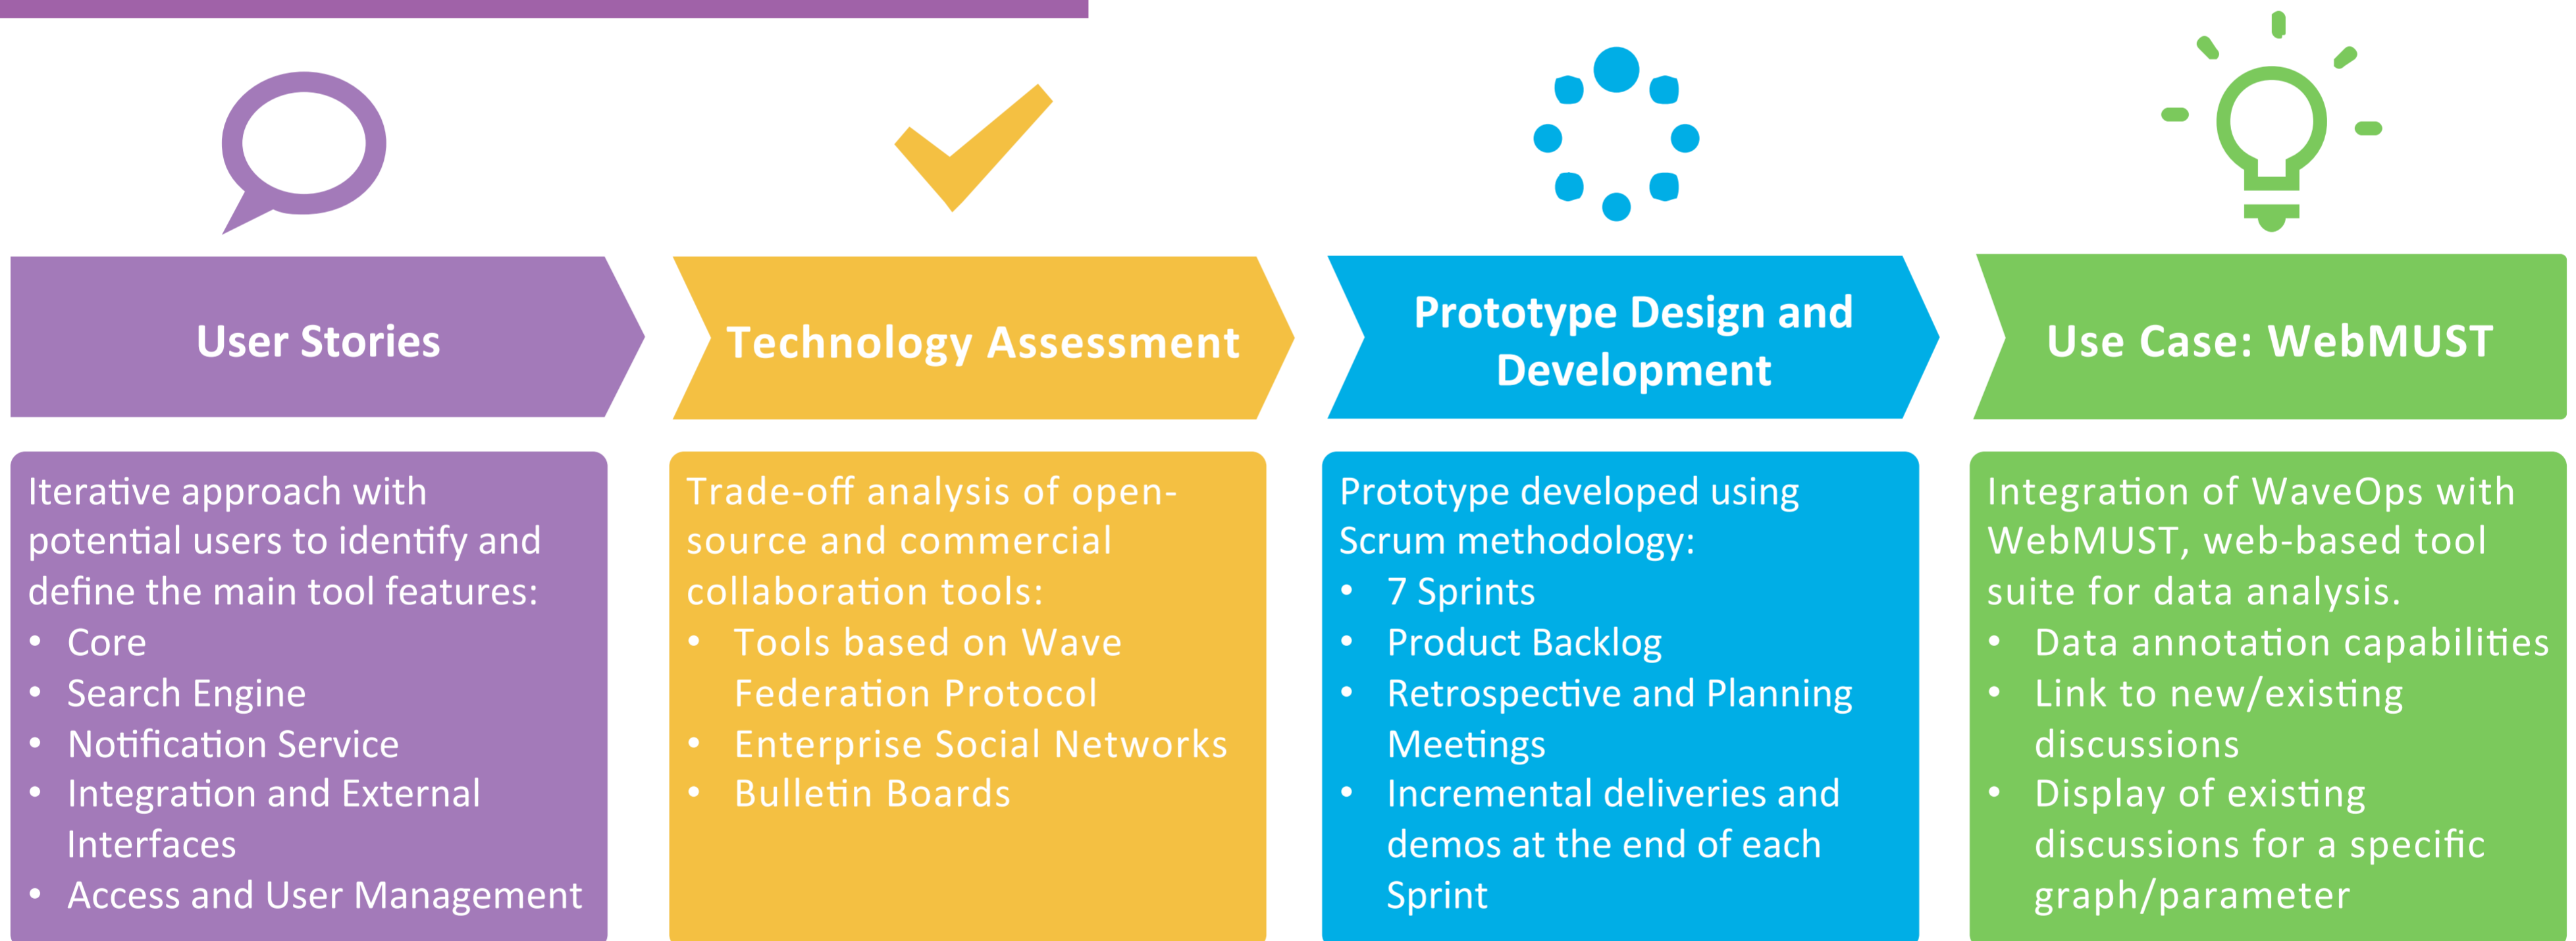 User Stories
Iterative approach with
potential users to identify and
define the main tool features:
• Core
• Search Engine
• Notification Service
• Integration and External
Interfaces
• Access and User Management
Technology Assessment
Trade-off analysis of open-
source and commercial
collaboration tools:
• Tools based on Wave
Federation Protocol
• Enterprise Social Networks
• Bulletin Boards
Prototype Design and
Development
Prototype developed using
Scrum methodology:
• 7 Sprints
• Product Backlog
• Retrospective and Planning
Meetings
• Incremental deliveries and
demos at the end of each
Sprint
Use Case: WebMUST
Integration of WaveOps with
WebMUST, web-based tool
suite for data analysis.
• Data annotation capabilities
• Link to new/existing
discussions
• Display of existing
discussions for a specific
graph/parameter